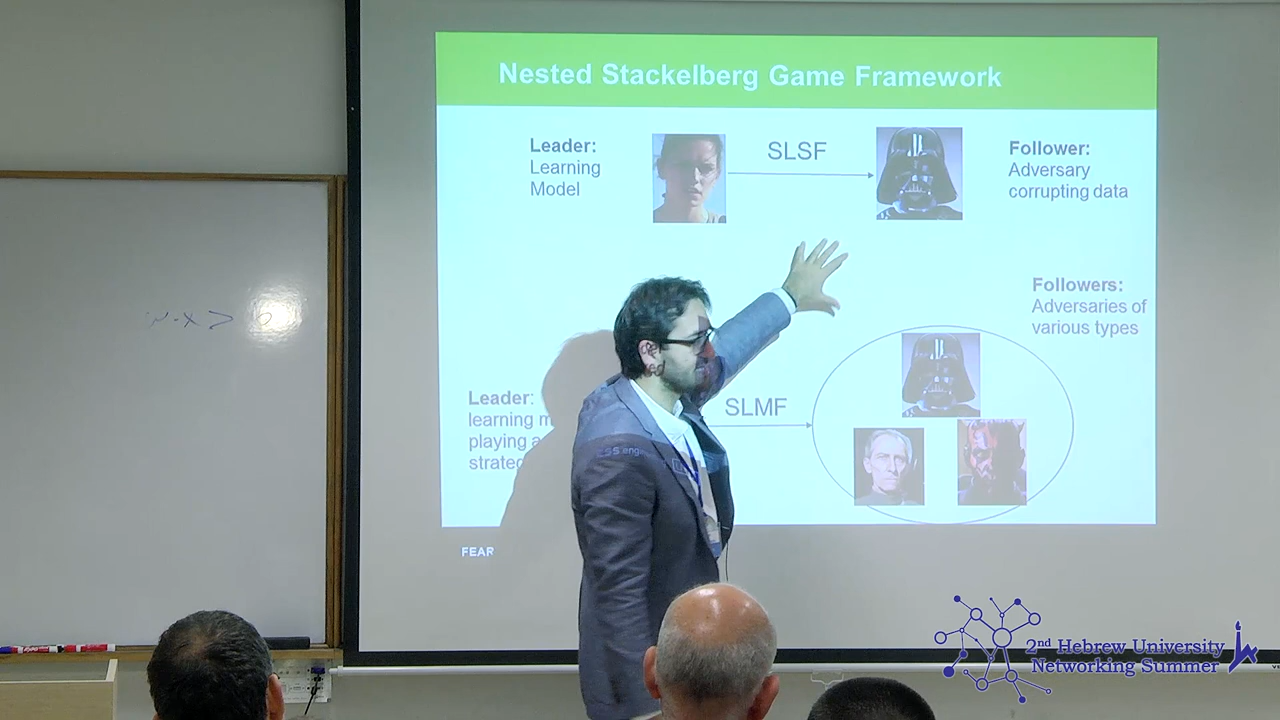 Nested Stackelberg Game Framework
Leader:
Learning
Model
SLSF
Follower:
Adversary
corrupting data
Followers:
Adversaries of
various types
Leader:
learning m
playing a
strateg
SLMF
FEAR
2nd Hebrew University
Networking Summer